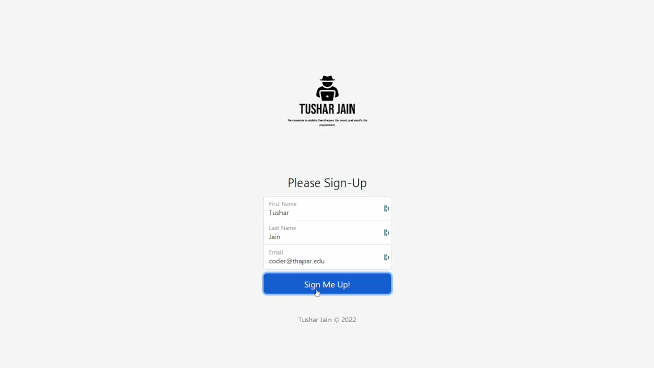 TUSHAR JAIN
Please Sign-Up
First Name
Tushar
Last Name
Jain
Email
coder@thapar.edu
Sign Me Up!
Tushar Jain © 2022